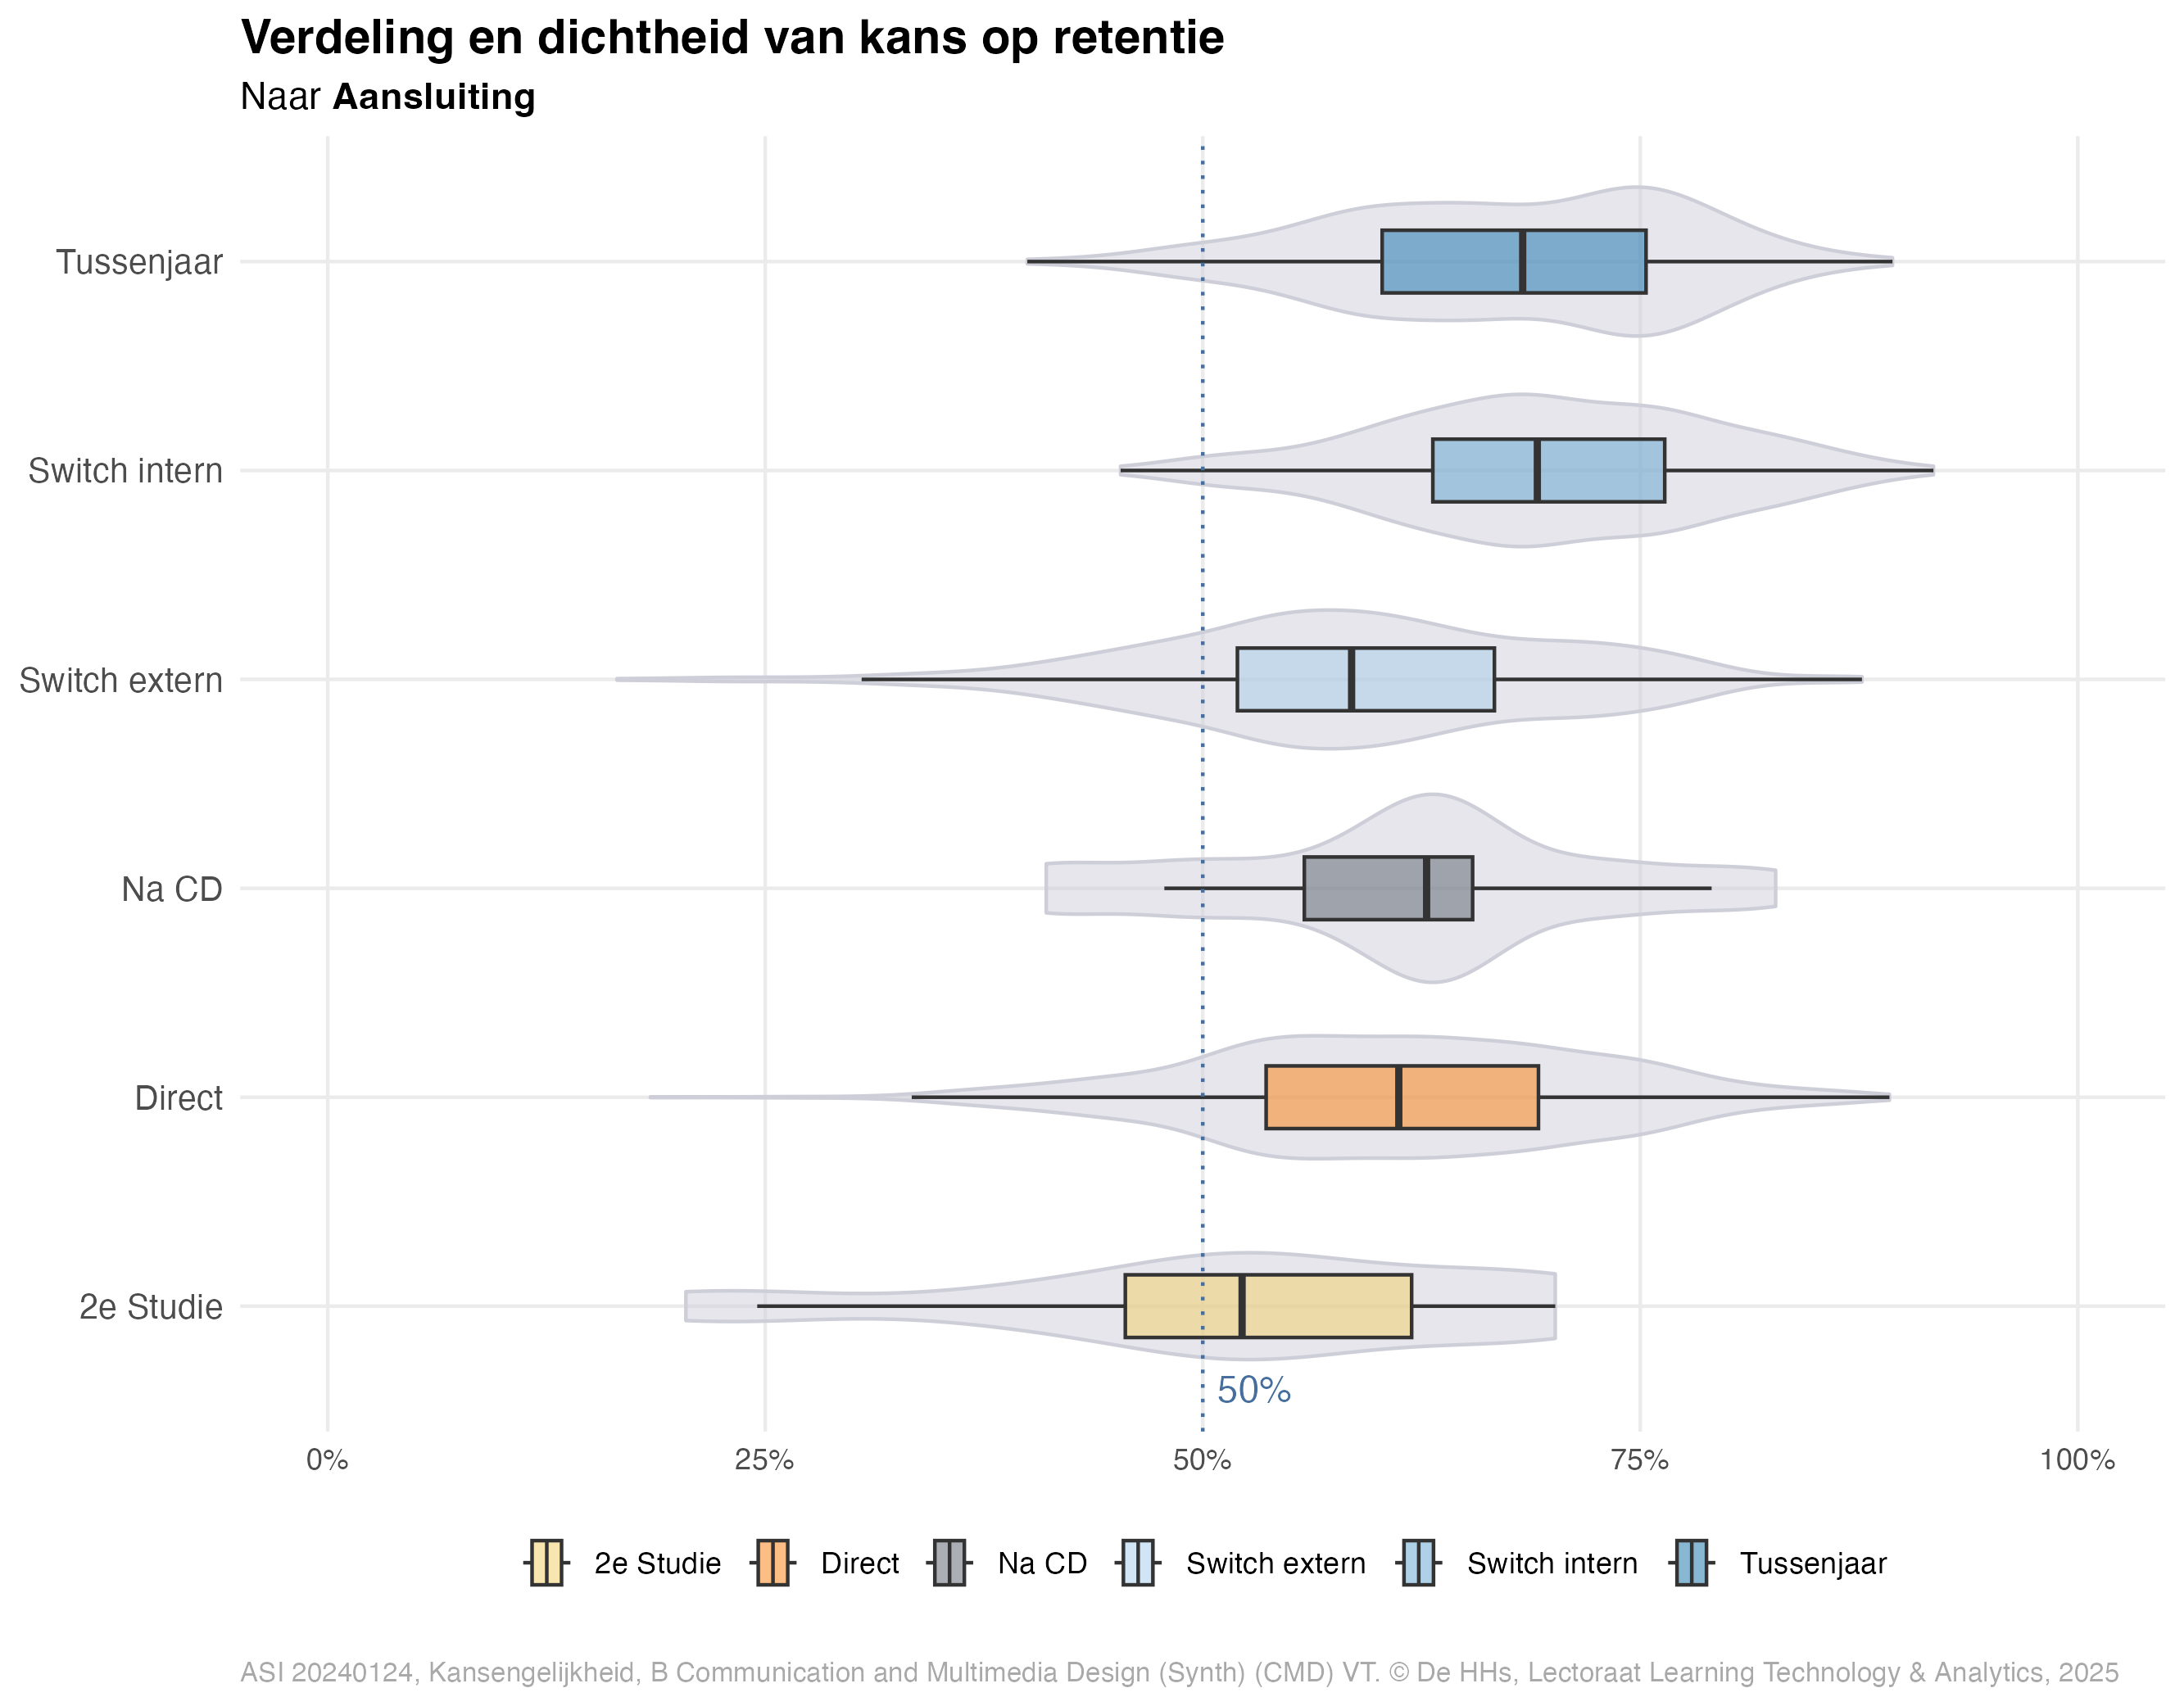 Verdeling en dichtheid van kans op retentie
Naar Aansluiting
Tussenjaar
Switch intern
Switch extern
Na CD
Direct
2e Studie
50%
0% 25% 50% 75% 100%
2e Studie Direct Na CD Switch extern Switch intern Tussenjaar
ASI 20240124, Kansengelijkheid, B Communication and Multimedia Design (Synth) (CMD) VT. © De HHs, Lectoraat Learning Technology & Analytics, 2025